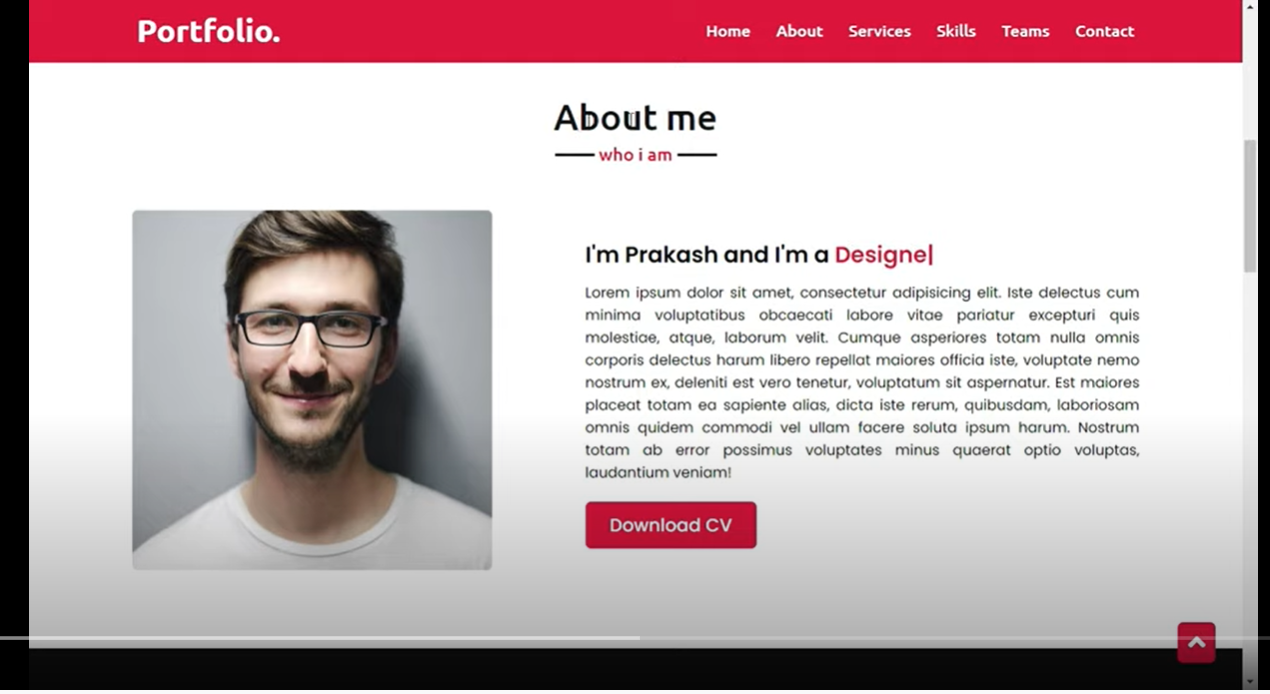 Portfolio.
Home About Services Skills Teams Contact
About me
who i am
I'm Prakash and I'm a Designe|
Lorem ipsum dolor sit amet, consectetur adipisicing elit. Iste delectus cum
minima voluptatibus obcaecati labore vitae pariatur excepturi quis
molestiae, atque, laborum velit. Cumque asperiores totam nulla omnis
corporis delectus harum libero repellat maiores officia iste, voluptate nemo
nostrum ex, deleniti est vero tenetur, voluptatum sit aspernatur. Est maiores
placeat totam ea sapiente alias, dicta iste rerum, quibusdam, laboriosam
omnis quidem commodi vel ullam facere soluta ipsum harum. Nostrum
totam ab error possimus voluptates minus quaerat optio voluptas,
laudantium veniam!
Download CV